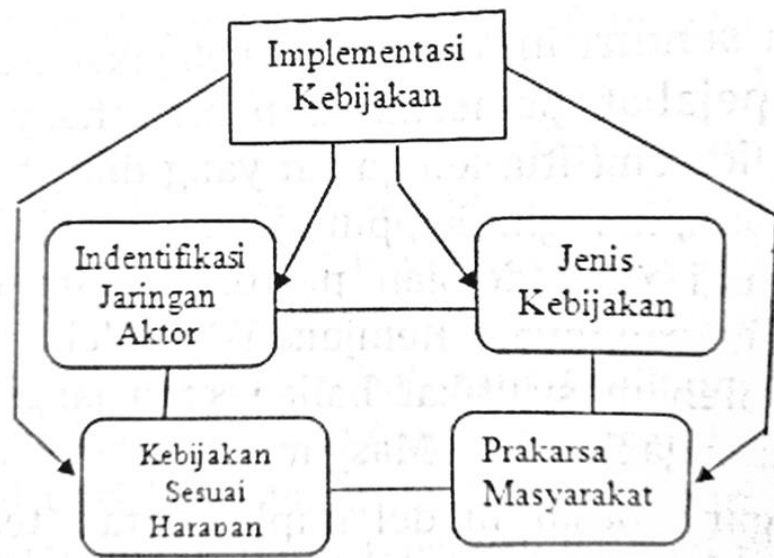 Implementasi
Kebijakan
Indentifikasi
Jaringan
Aktor
Jenis
Kebijakan
Kebijakan
Sesuai
Harapan
Prakarsa
Masyarakat